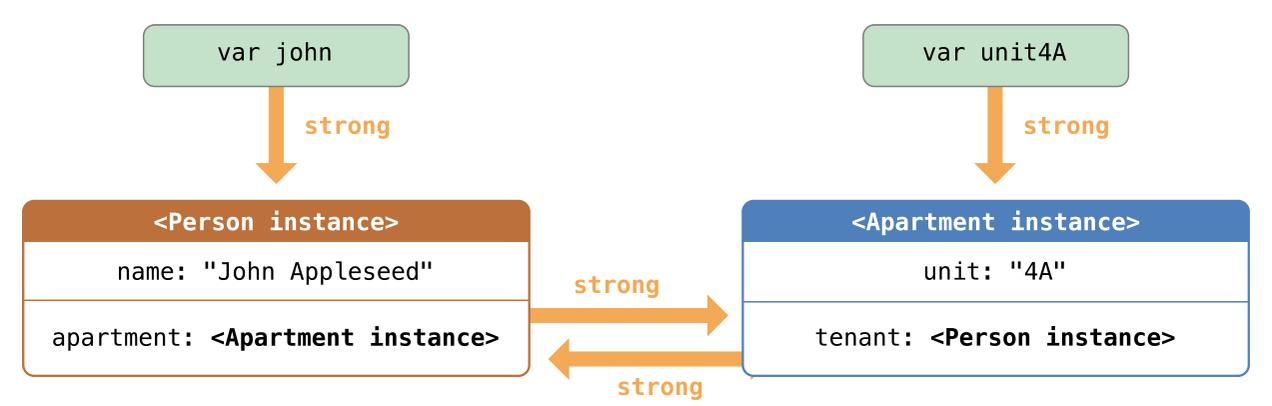 var john
var unit4A
strong
strong
<Person instance>
<Apartment instance>
name: "John Appleseed"
unit: "4A"
strong
apartment: <Apartment instance>
tenant: <Person instance>
strong